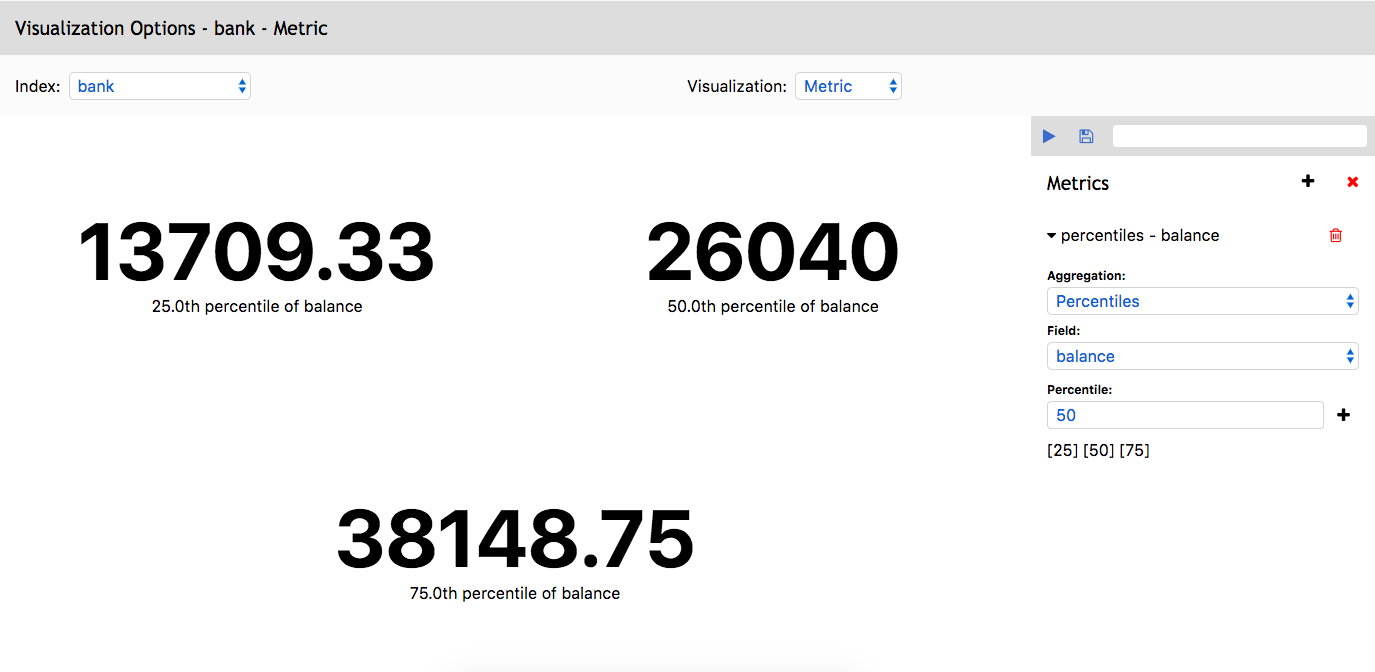 Visualization Options - bank - Metric
Index: bank Visualization: Metric
Metrics
percentiles - balance
13709.33
25.0th percentile of balance
26040
50.0th percentile of balance
38148.75
75.0th percentile of balance
Aggregation:
Percentiles
Field:
balance
Percentile:
50
[25] [50] [75]